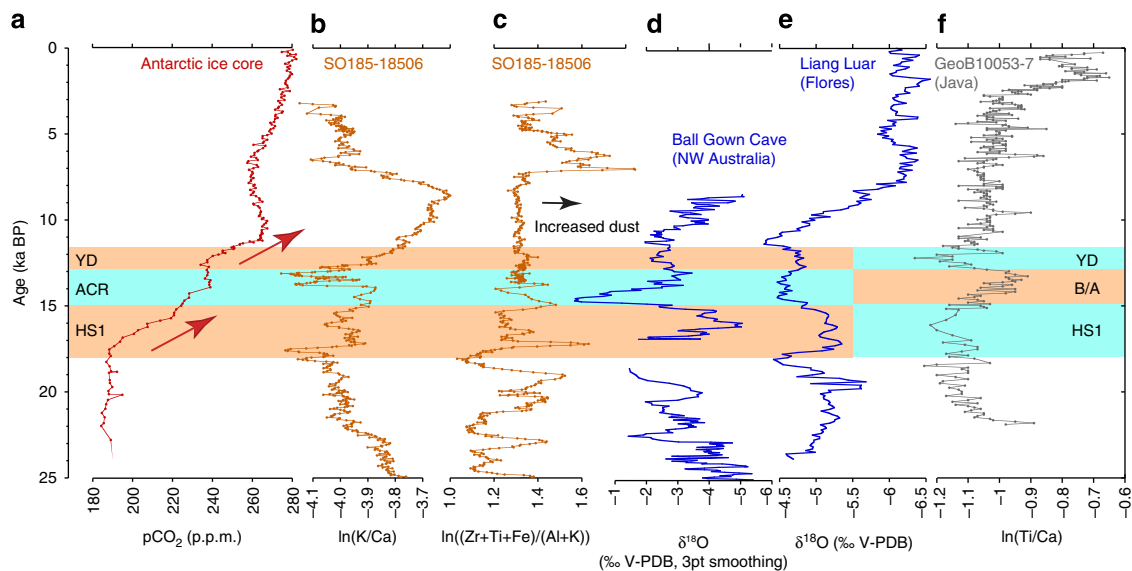 a
b
c
d
e
f
Antarctic ice core
SO185-18506
SO185-18506
Liang Luar
(Flores)
GeoB10053-7
(Java)
Ball Gown Cave
(NW Australia)
Increased dust
Age (ka BP)
0
5
10
15
20
25
YD
ACR
HS1
YD
B/A
HS1
180
200
220
240
260
280
pCO₂ (p.p.m.)
−4.1
−4.0
−3.9
−3.8
−3.7
ln(K/Ca)
1.0
1.2
1.4
1.6
ln((Zr+Ti+Fe)/(Al+K))
−1
−2
−3
−4
−5
−6
δ¹⁸O
(‰ V-PDB, 3pt smoothing)
−4.5
−5
−5.5
−6
−6.5
δ¹⁸O (‰ V-PDB)
−1.2
−1.1
−1
−0.9
−0.8
−0.7
−0.6
ln(Ti/Ca)